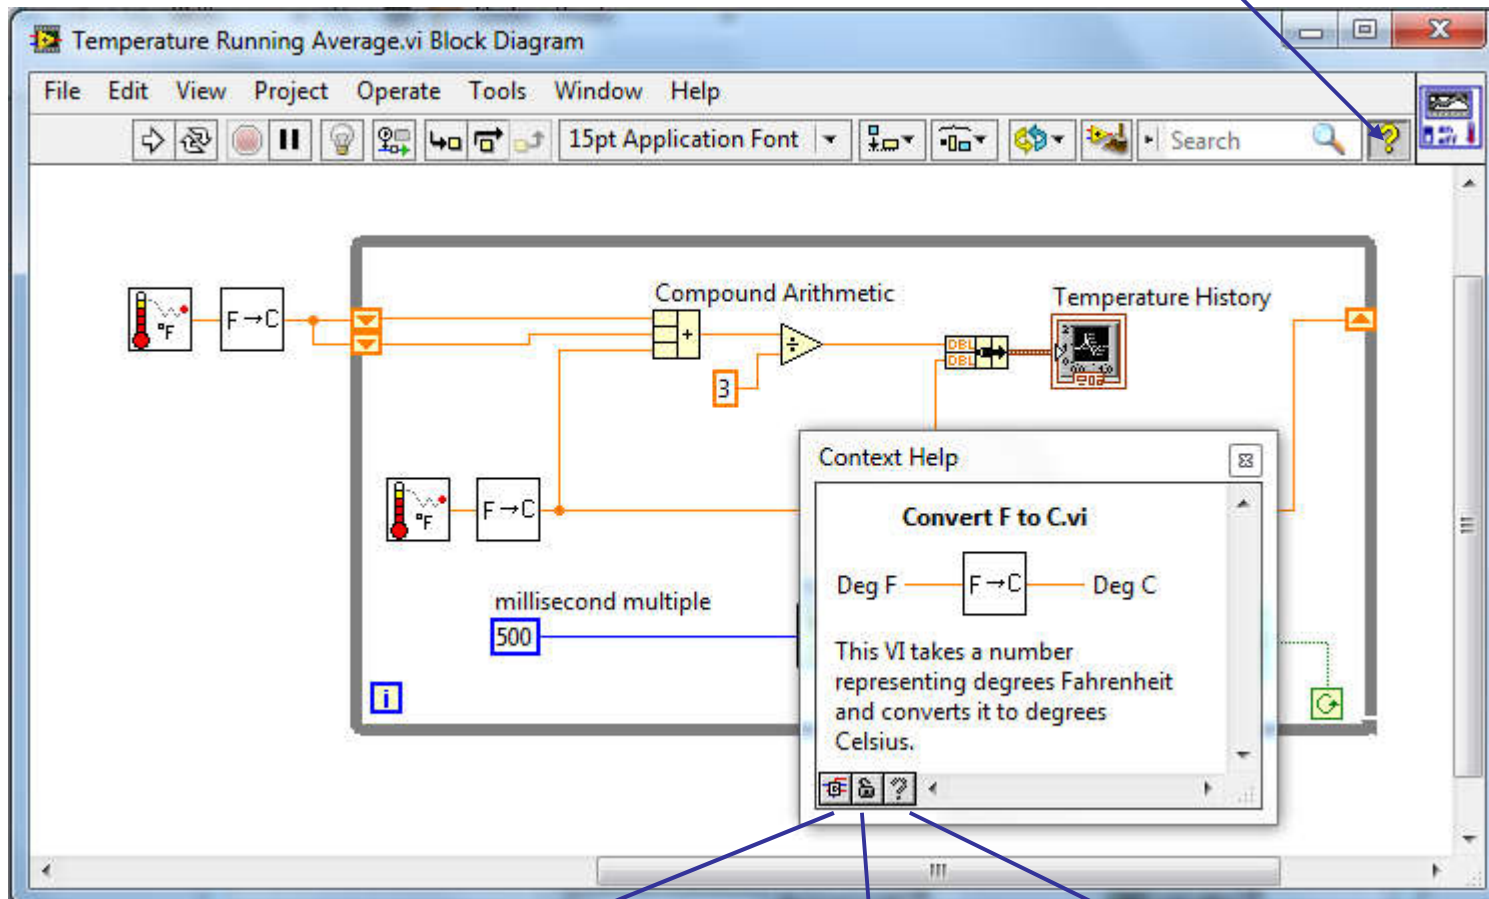 Temperature Running Average.vi Block Diagram
File Edit View Project Operate Tools Window Help
15pt Application Font
Search
Compound Arithmetic
Temperature History
°F
F→C
+
÷
DBL
DBL
3
°F
F→C
millisecond multiple
500
i
Context Help
Convert F to C.vi
Deg F
F→C
Deg C
This VI takes a number
representing degrees Fahrenheit
and converts it to degrees
Celsius.